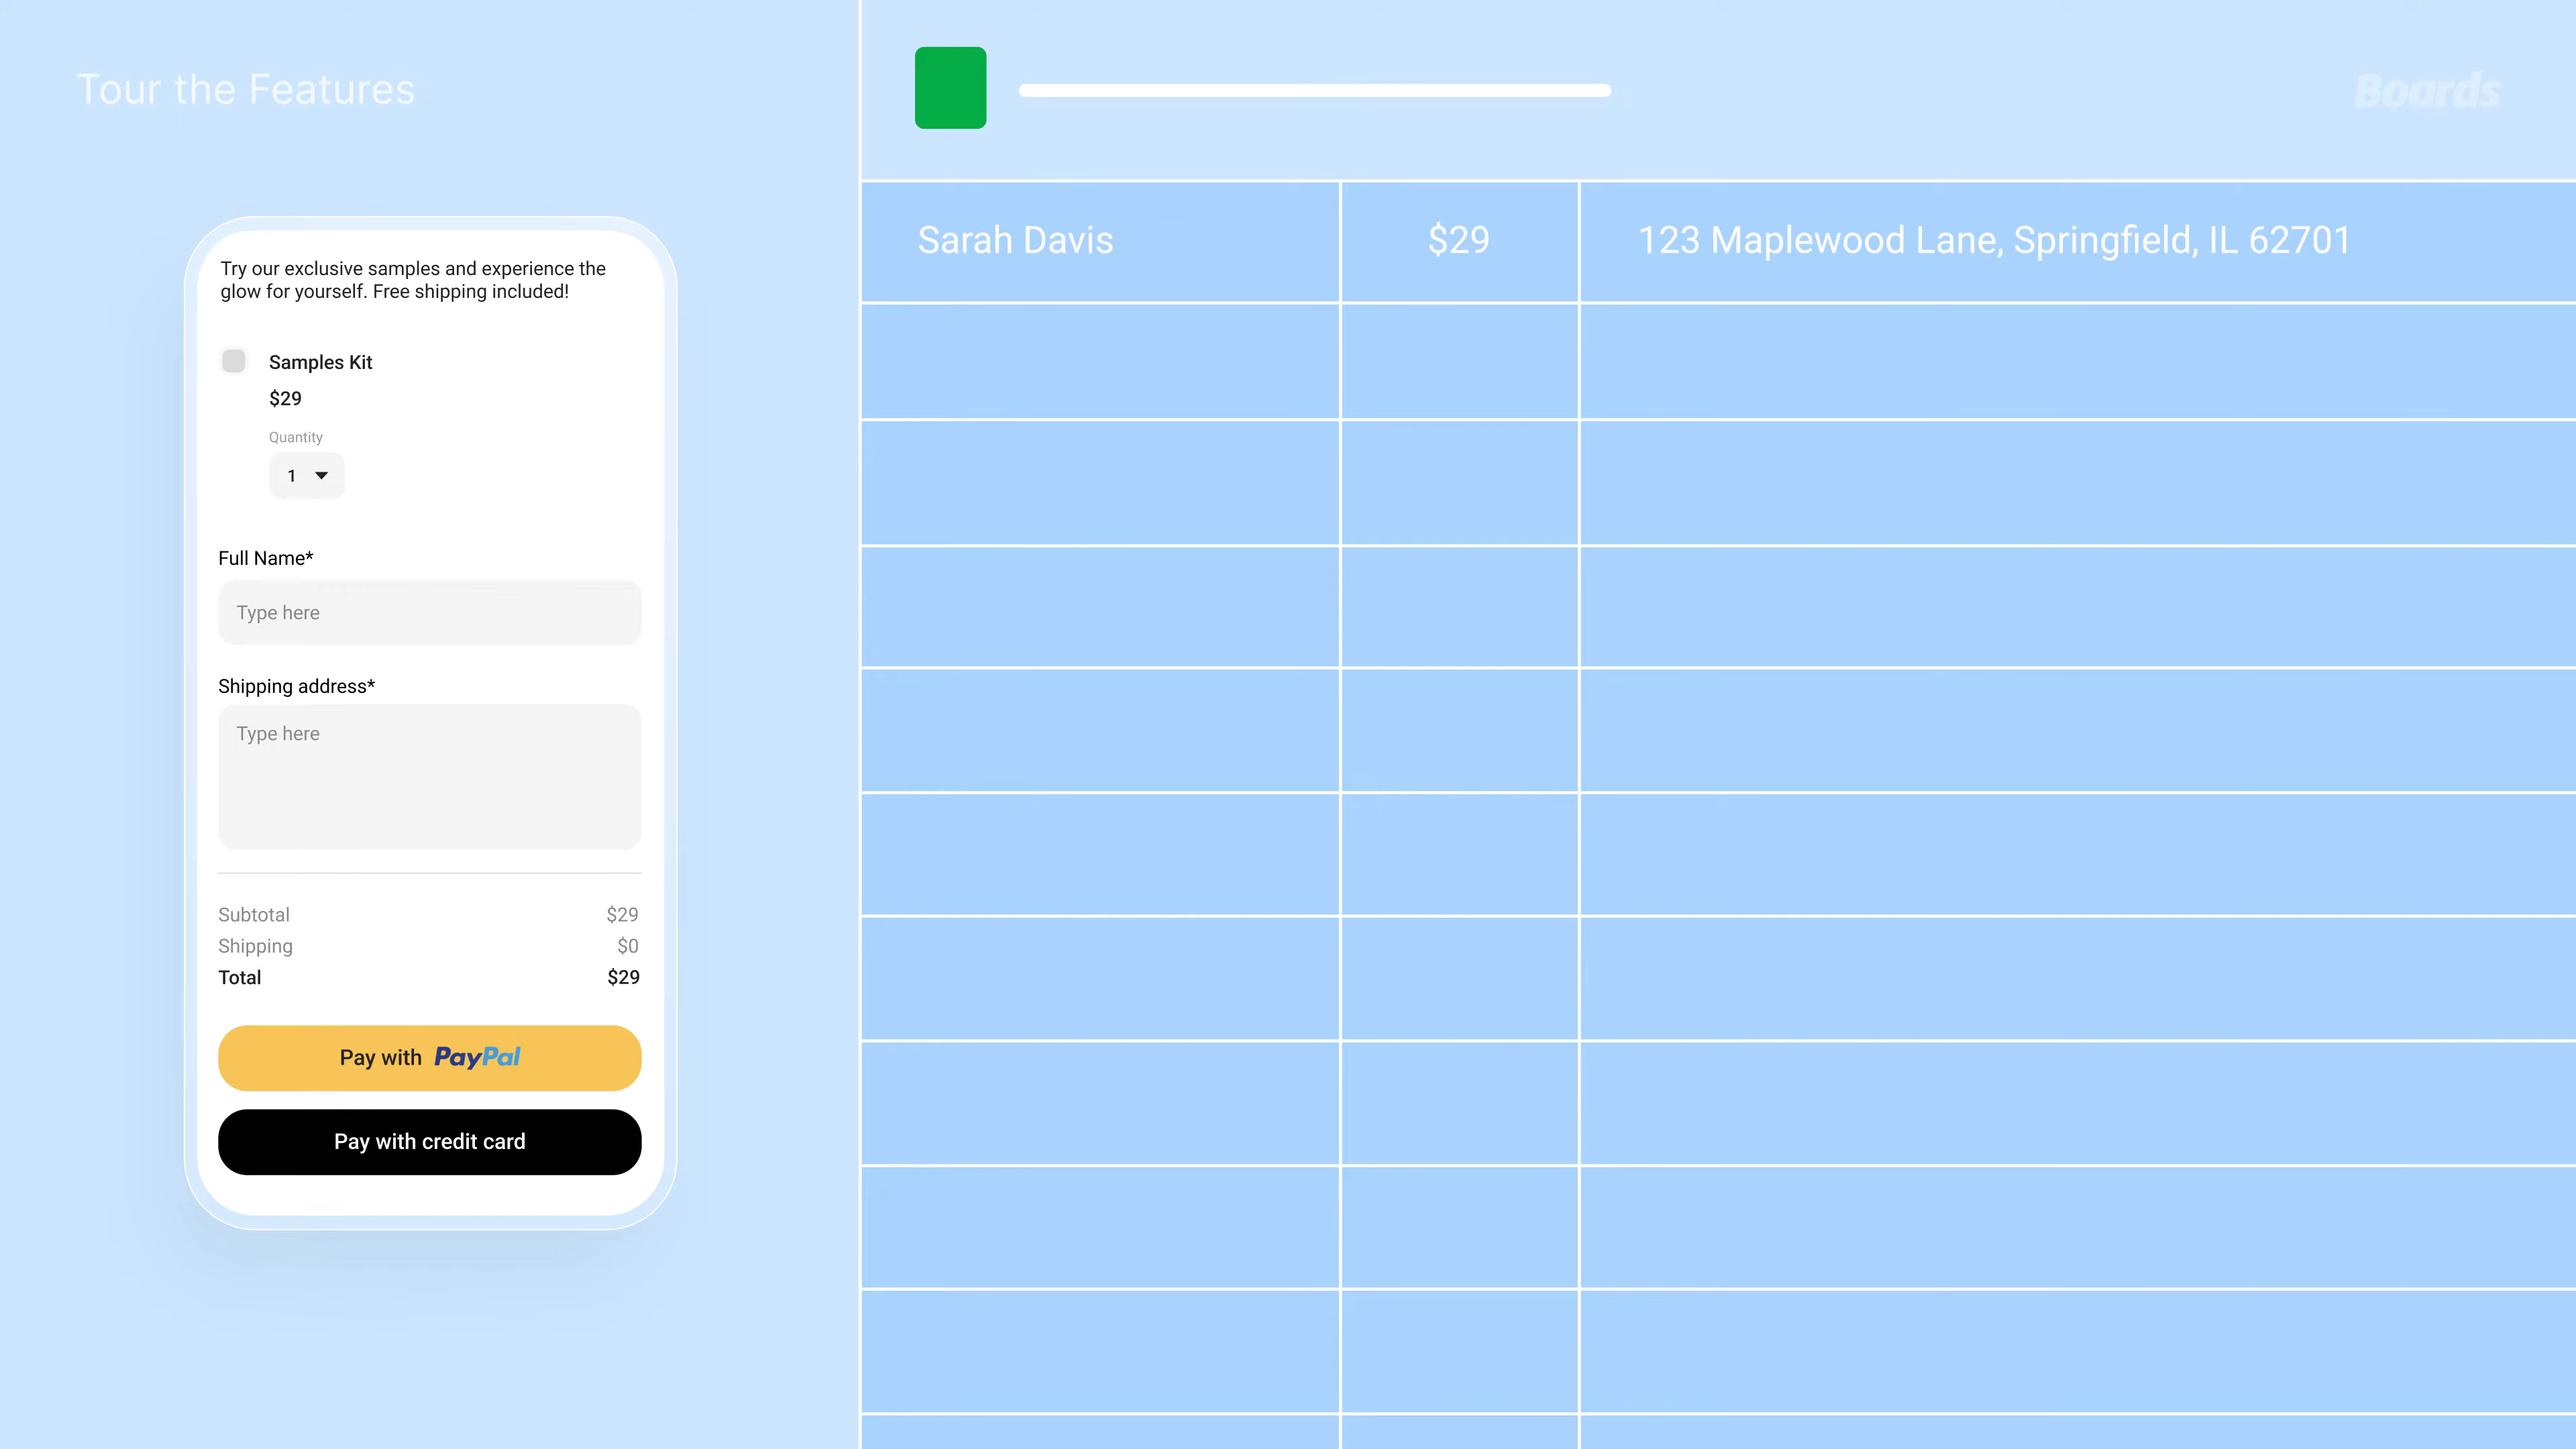 Tour the Features
Boards
Try our exclusive samples and experience the
glow for yourself. Free shipping included!
Samples Kit
$29
Quantity
1
Full Name*
Type here
Shipping address*
Type here
Subtotal $29
Shipping $0
Total $29
Pay with PayPal
Pay with credit card
Sarah Davis $29 123 Maplewood Lane, Springfield, IL 62701